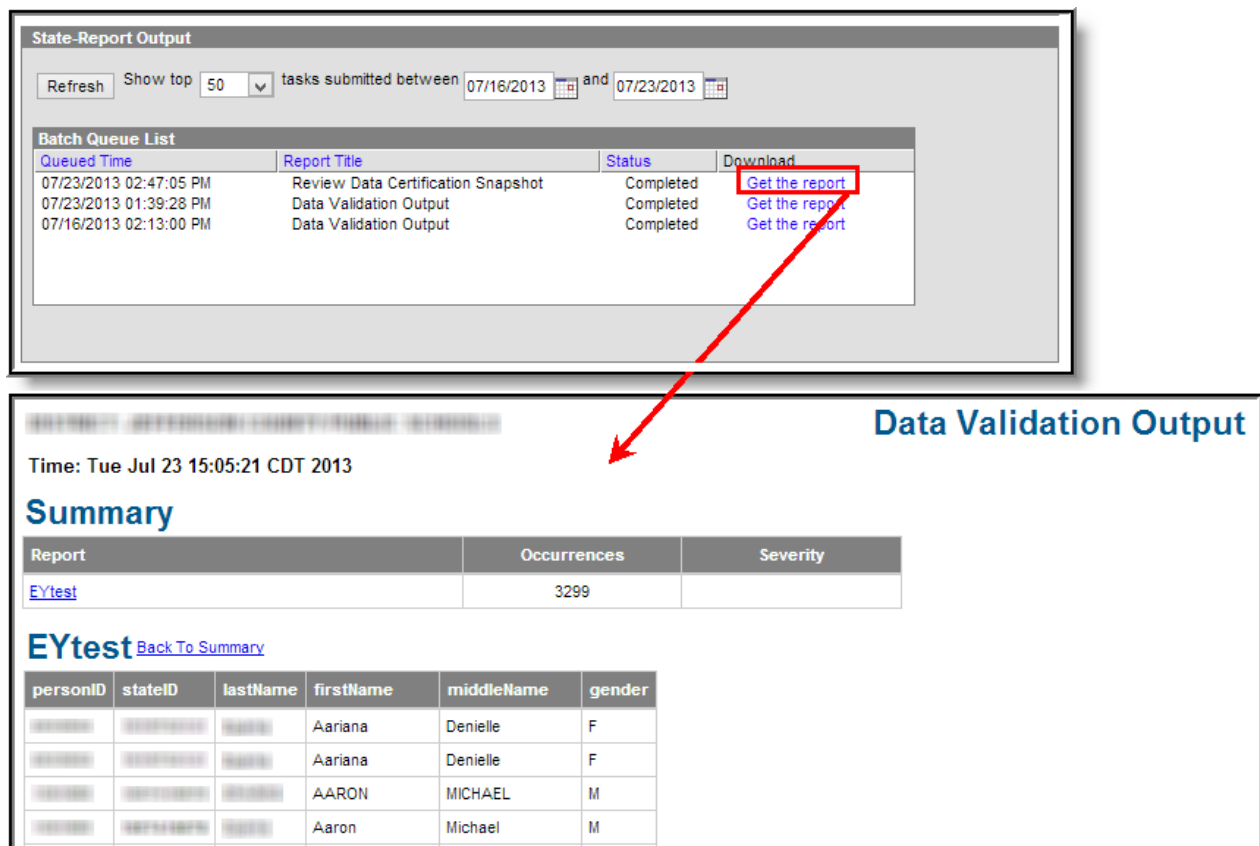 State-Report Output
Refresh Show top 50 tasks submitted between 07/16/2013 and 07/23/2013
Batch Queue List
Queued Time Report Title Status Download
07/23/2013 02:47:05 PM Review Data Certification Snapshot Completed Get the report
07/23/2013 01:39:28 PM Data Validation Output Completed Get the report
07/16/2013 02:13:00 PM Data Validation Output Completed Get the report
Data Validation Output
Time: Tue Jul 23 15:05:21 CDT 2013
Summary
Report Occurrences Severity
EYtest 3299
EYtest Back To Summary
personID stateID lastName firstName middleName gender
Aariana Denielle F
Aariana Denielle F
AARON MICHAEL M
Aaron Michael M